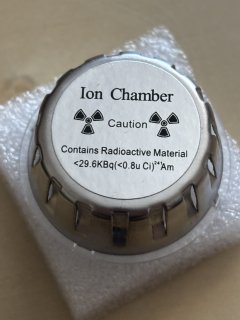 Ion Chamber
Caution
Contains Radioactive Material
<29.6KBq(<0.8u Ci)²⁴¹Am